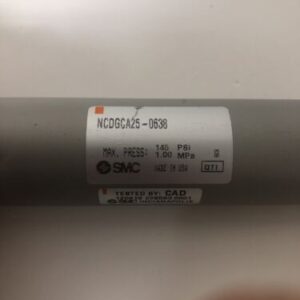 NCDGCA25-0638
MAX. PRESS: 145 PSI
1.00 MPa
SMC MADE IN USA QTI
TESTED BY: CAD